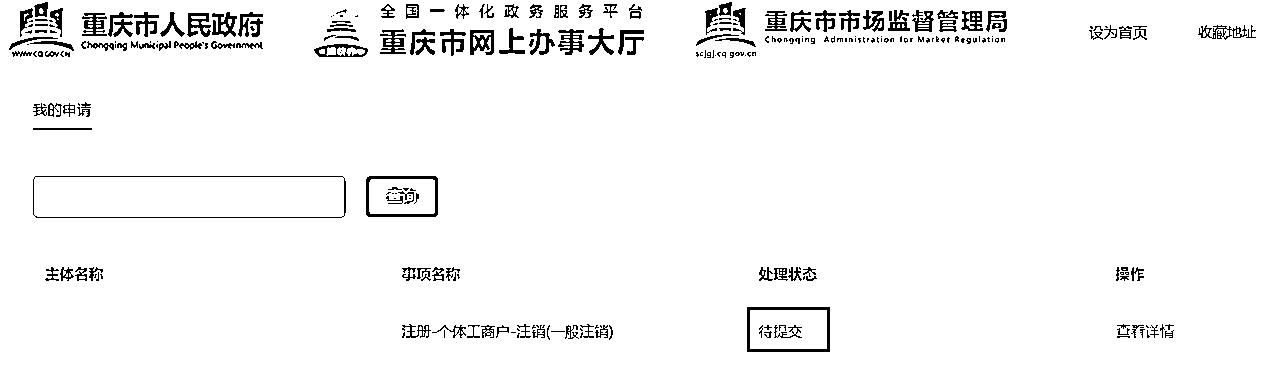 重庆市人民政府
Chongqing Municipal People's Government
www.cq.gov.cn
全国一体化政务服务平台
重庆市网上办事大厅
重庆市市场监督管理局
Chongqing Administration for Market Regulation
scjgj.cq.gov.cn
设为首页 收藏地址
我的申请
查询
主体名称 事项名称 处理状态 操作
注册-个体工商户-注销(一般注销) 待提交 查看详情